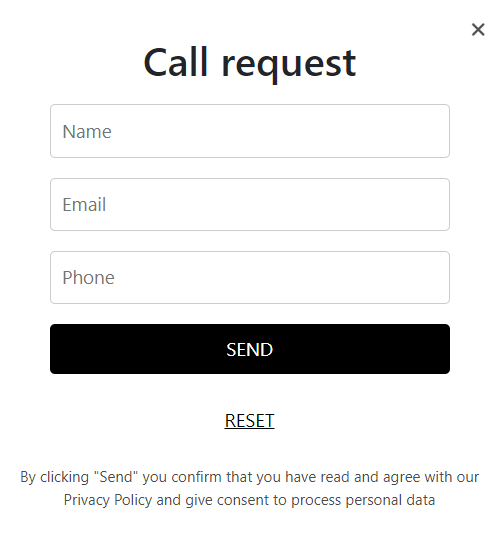 Call request
Name
Email
Phone
SEND
RESET
By clicking "Send" you confirm that you have read and agree with our
Privacy Policy and give consent to process personal data